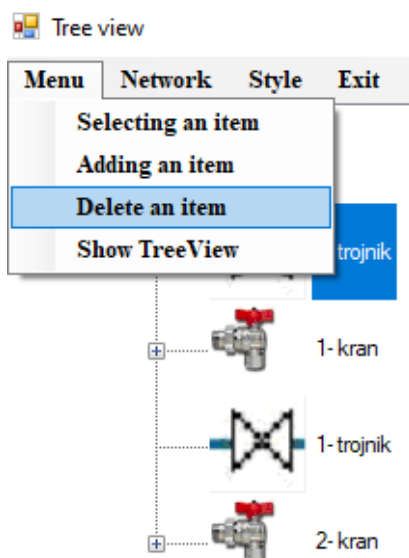 Tree view
Menu Network Style Exit
Selecting an item
Adding an item
Delete an item
Show TreeView
trojnik
1- kran
1- trojnik
2- kran